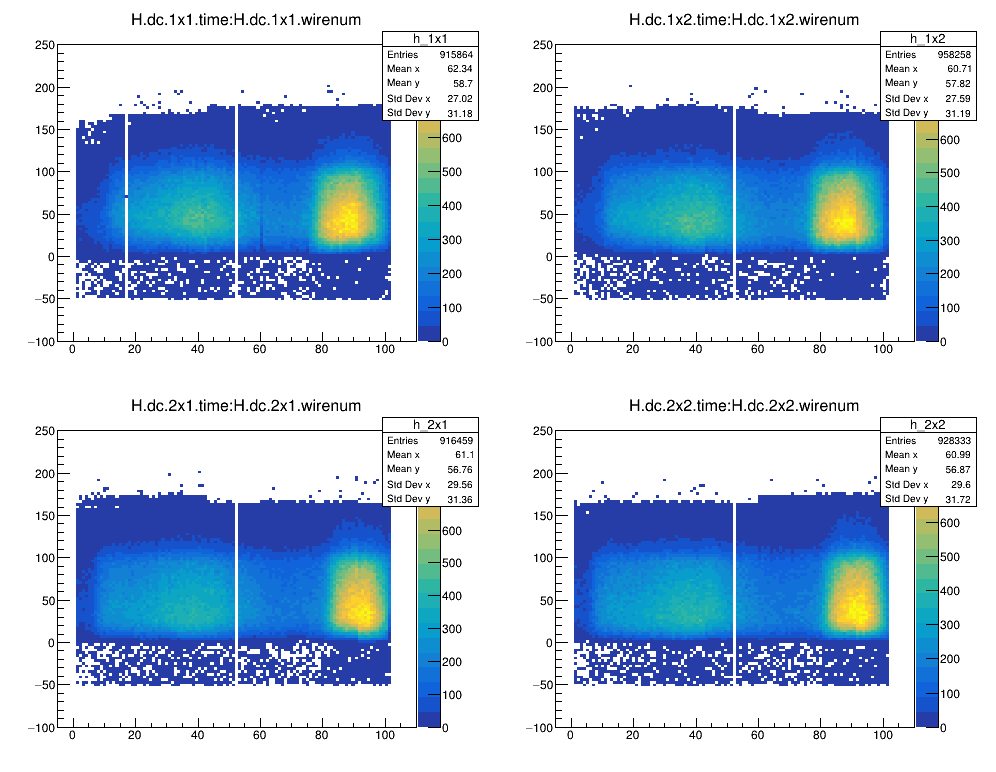 H.dc.1x1.time:H.dc.1x1.wirenum
h_1x1
Entries 915864
Mean x 62.34
Mean y 58.7
Std Dev x 27.02
Std Dev y 31.18
250
200
150
100
50
0
−50
−100
0 20 40 60 80 100
600
500
400
300
200
100
0
H.dc.1x2.time:H.dc.1x2.wirenum
h_1x2
Entries 958258
Mean x 60.71
Mean y 57.82
Std Dev x 27.59
Std Dev y 31.19
250
200
150
100
50
0
−50
−100
0 20 40 60 80 100
600
500
400
300
200
100
0
H.dc.2x1.time:H.dc.2x1.wirenum
h_2x1
Entries 916459
Mean x 61.1
Mean y 56.76
Std Dev x 29.56
Std Dev y 31.36
250
200
150
100
50
0
−50
−100
0 20 40 60 80 100
600
500
400
300
200
100
0
H.dc.2x2.time:H.dc.2x2.wirenum
h_2x2
Entries 928333
Mean x 60.99
Mean y 56.87
Std Dev x 29.6
Std Dev y 31.72
250
200
150
100
50
0
−50
−100
0 20 40 60 80 100
600
500
400
300
200
100
0